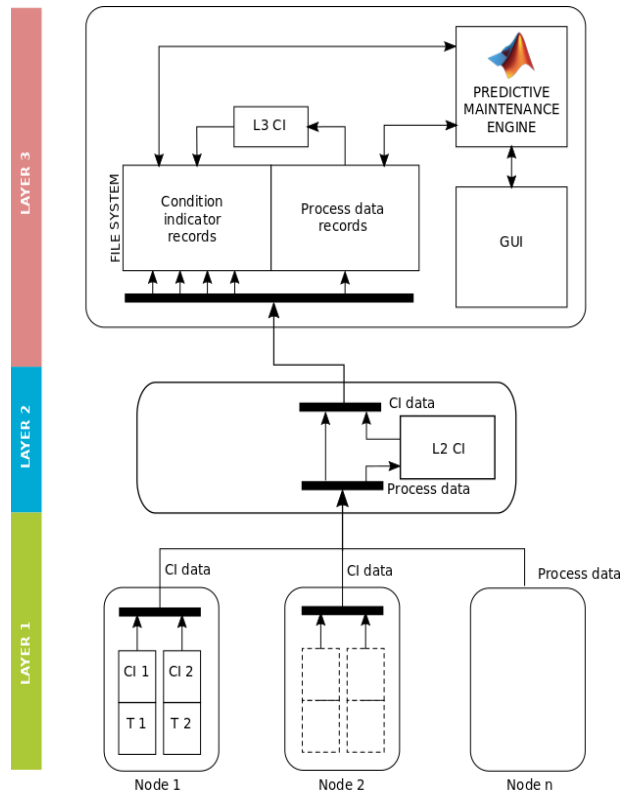 LAYER 3
PREDICTIVE
MAINTENANCE
ENGINE
L3 CI
FILE SYSTEM
Condition
indicator
records
Process data
records
GUI
LAYER 2
CI data
L2 CI
Process data
LAYER 1
CI data
CI data
Process data
CI 1
CI 2
T 1
T 2
Node 1
Node 2
Node n